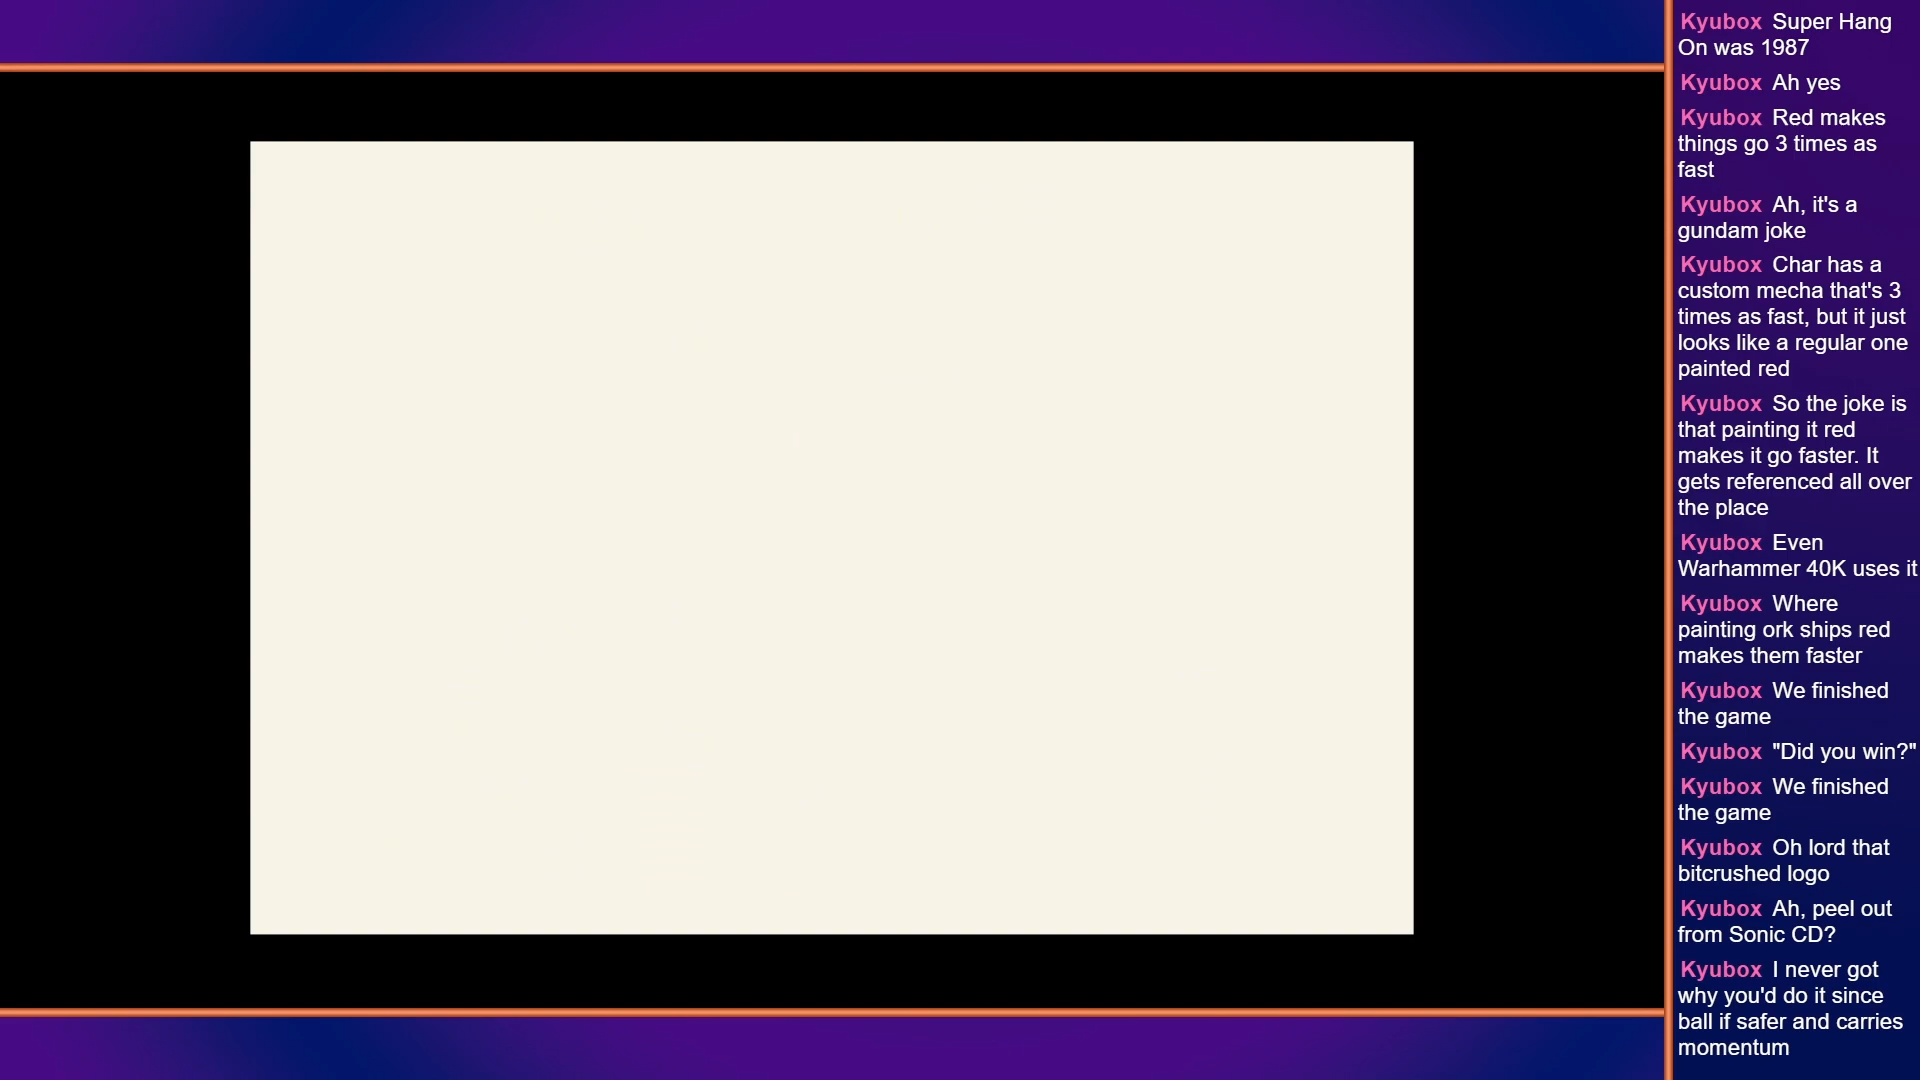 Kyubox Super Hang
On was 1987
Kyubox Ah yes
Kyubox Red makes
things go 3 times as
fast
Kyubox Ah, it's a
gundam joke
Kyubox Char has a
custom mecha that's 3
times as fast, but it just
looks like a regular one
painted red
Kyubox So the joke is
that painting it red
makes it go faster. It
gets referenced all over
the place
Kyubox Even
Warhammer 40K uses it
Kyubox Where
painting ork ships red
makes them faster
Kyubox We finished
the game
Kyubox "Did you win?"
Kyubox We finished
the game
Kyubox Oh lord that
bitcrushed logo
Kyubox Ah, peel out
from Sonic CD?
Kyubox I never got
why you'd do it since
ball if safer and carries
momentum